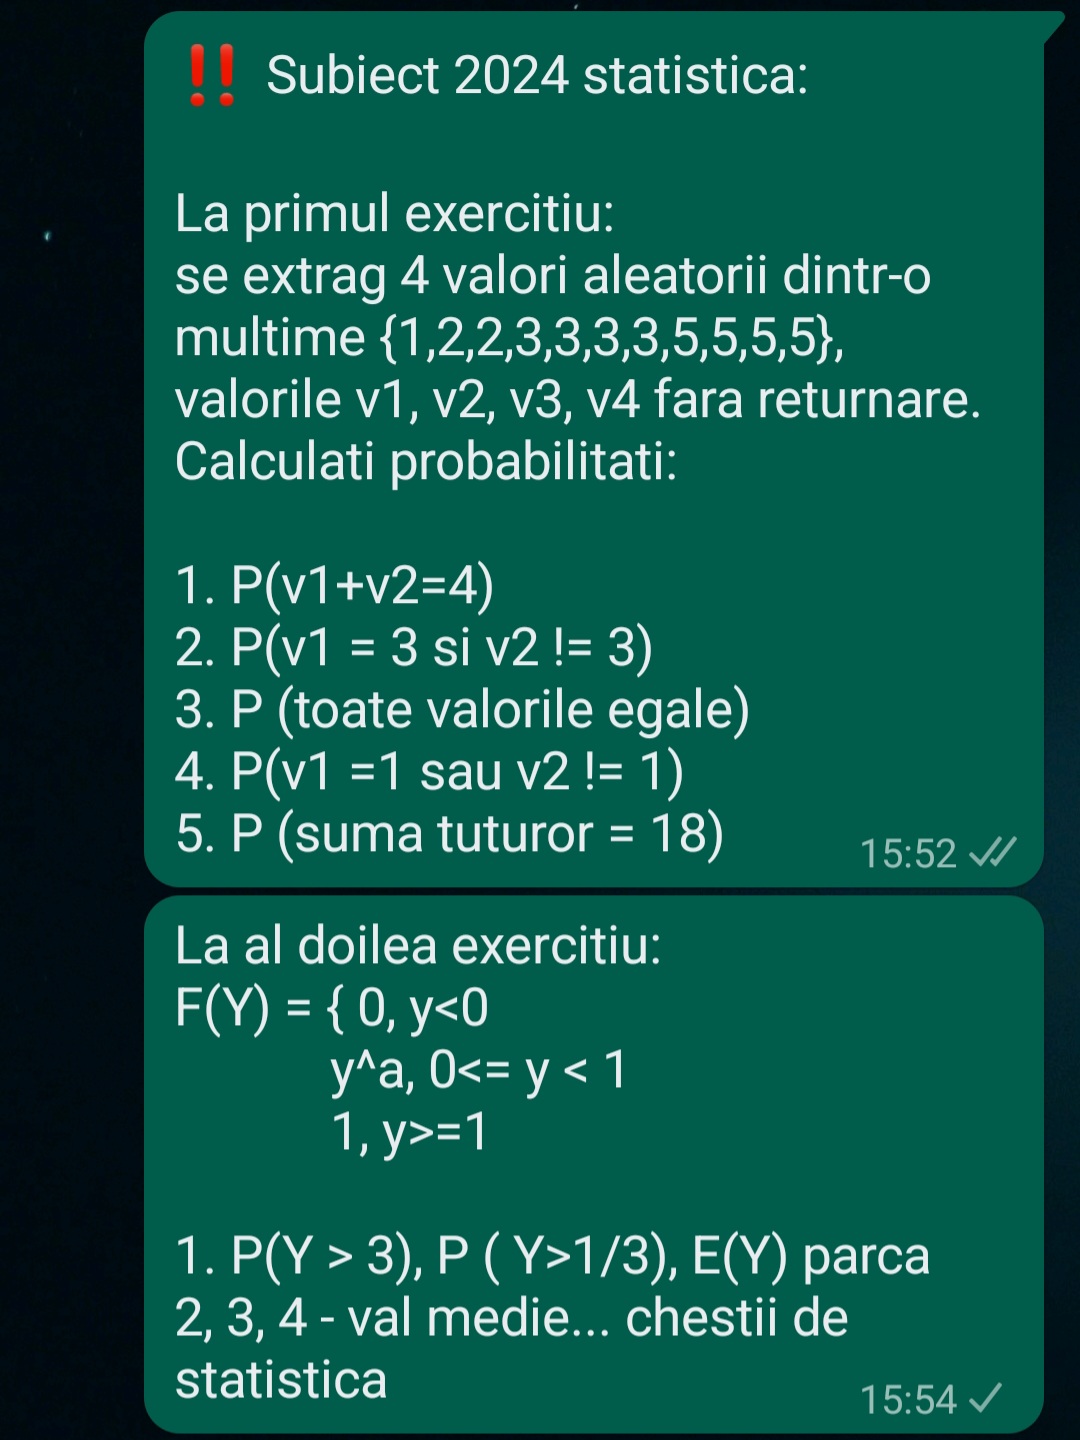 ‼️ Subiect 2024 statistica:
La primul exercitiu:
se extrag 4 valori aleatorii dintr-o
multime {1,2,2,3,3,3,3,5,5,5,5},
valorile v1, v2, v3, v4 fara returnare.
Calculati probabilitati:
1. P(v1+v2=4)
2. P(v1 = 3 si v2 != 3)
3. P (toate valorile egale)
4. P(v1 =1 sau v2 != 1)
5. P (suma tuturor = 18)
15:52
La al doilea exercitiu:
F(Y) = { 0, y<0
y^a, 0<= y < 1
1, y>=1
1. P(Y > 3), P ( Y>1/3), E(Y) parca
2, 3, 4 - val medie... chestii de
statistica
15:54